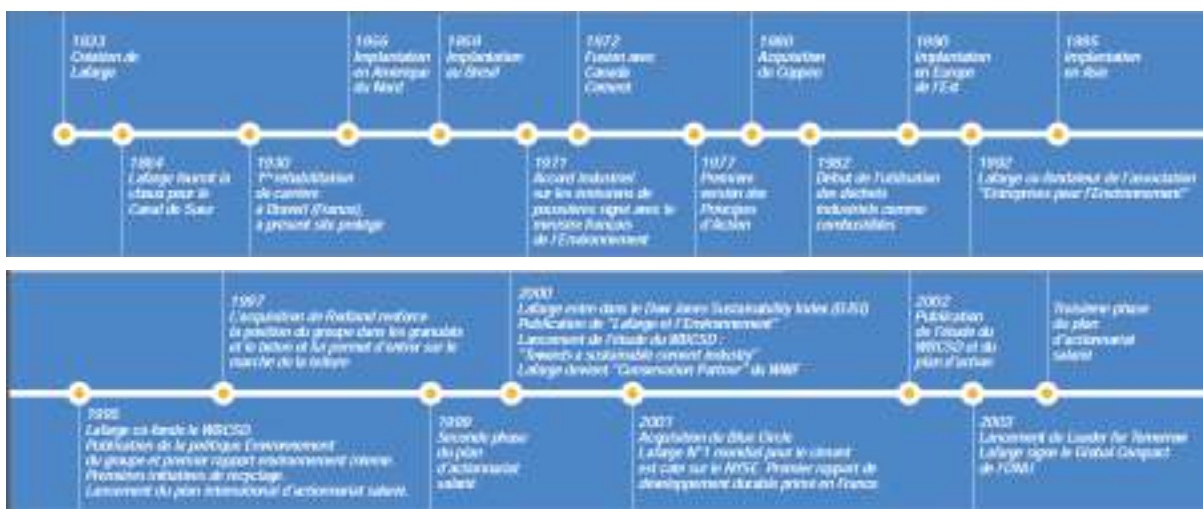 1833
Création de
Lafarge
1864
Lafarge fournit la
chaux pour le
Canal de Suez
1930
1ère réhabilitation
de carrière
à Draveil (France),
à présent site protégé
1956
Implantation
en Amérique
du Nord
1959
Implantation
au Brésil
1971
Accord industriel
sur les émissions de
poussières signé avec le
ministère français
de l'Environnement
1972
Fusion avec
Canada
Cement
1977
Première
version des
Principes
d'Action
1980
Acquisition
de Coppée
1982
Début de l'utilisation
des déchets
industriels comme
combustibles
1990
Implantation
en Europe
de l'Est
1992
Lafarge co-fondateur de l'association
"Entreprises pour l'Environnement"
1995
Implantation
en Asie
1995
Lafarge co-fonde le WBCSD
Publication de la politique Environnement
du groupe et premier rapport environnement interne.
Premières initiatives de recyclage.
Lancement du plan international d'actionnariat salarié.
1997
L'acquisition de Redland renforce
la position du groupe dans les granulats
et le béton et lui permet d'entrer sur le
marché de la toiture
1999
Seconde phase
du plan
d'actionnariat
salarié
2000
Lafarge entre dans le Dow Jones Sustainability Index (DJSI)
Publication de "Lafarge et l'Environnement"
Lancement de l'étude du WBCSD :
"Towards a sustainable cement industry"
Lafarge devient "Conservation Partner" du WWF
2001
Acquisition de Blue Circle
Lafarge N°1 mondial pour le ciment
est coté sur le NYSE. Premier rapport de
développement durable primé en France
2002
Publication
de l'étude du
WBCSD et du
plan d'action
Troisième phase
du plan
d'actionnariat
salarié
2003
Lancement de Leader for Tomorrow
Lafarge signe le Global Compact
de l'ONU